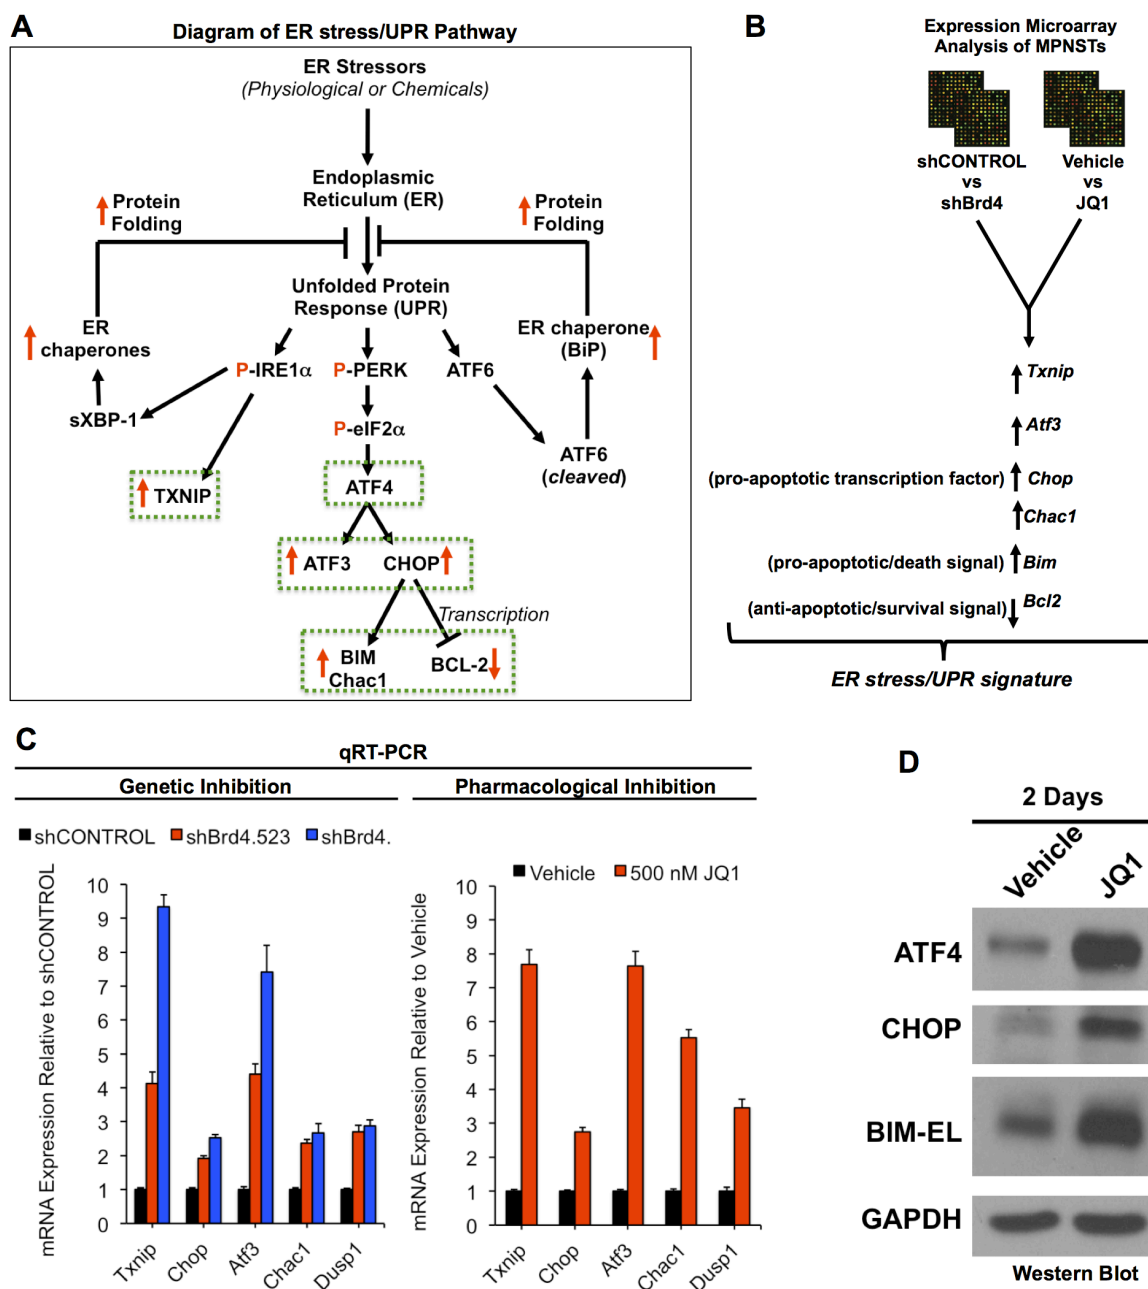 A
Diagram of ER stress/UPR Pathway
ER Stressors
(Physiological or Chemicals)
Endoplasmic
Reticulum (ER)
Protein
Folding
Protein
Folding
Unfolded Protein
Response (UPR)
ER
chaperones
ER chaperone
(BiP)
P-IRE1α
P-PERK
ATF6
sXBP-1
P-eIF2α
ATF6
(cleaved)
TXNIP
ATF4
ATF3
CHOP
Transcription
BIM
Chac1
BCL-2
B
Expression Microarray
Analysis of MPNSTs
shCONTROL
vs
shBrd4
Vehicle
vs
JQ1
Txnip
Atf3
(pro-apoptotic transcription factor) Chop
Chac1
(pro-apoptotic/death signal) Bim
(anti-apoptotic/survival signal) Bcl2
ER stress/UPR signature
C
qRT-PCR
Genetic Inhibition
Pharmacological Inhibition
shCONTROL shBrd4.523 shBrd4.
mRNA Expression Relative to shCONTROL
10
9
8
7
6
5
4
3
2
1
0
Txnip
Chop
Atf3
Chac1
Dusp1
Vehicle 500 nM JQ1
mRNA Expression Relative to Vehicle
10
9
8
7
6
5
4
3
2
1
0
Txnip
Chop
Atf3
Chac1
Dusp1
D
2 Days
Vehicle
JQ1
ATF4
CHOP
BIM-EL
GAPDH
Western Blot